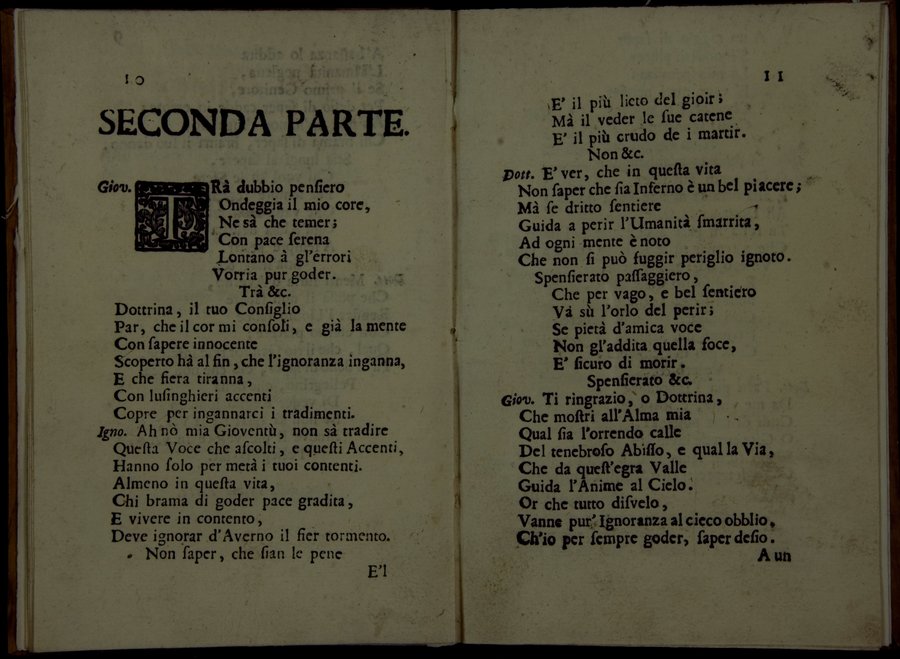 10
SECONDA PARTE.
Giov. TRà dubbio penſiero
Ondeggia il mio core,
Ne sà che temer;
Con pace ſerena
Lontano à gl'errori
Vorria pur goder.
Trà &c.
Dottrina, il tuo Conſiglio
Par, che il cor mi conſoli, e già la mente
Con ſapere innocente
Scoperto hà al fin, che l'ignoranza inganna,
E che fiera tiranna,
Con luſinghieri accenti
Copre per ingannarci i tradimenti.
Igno. Ah nò mia Gioventù, non sà tradire
Queſta Voce che aſcolti, e queſti Accenti,
Hanno ſolo per metà i tuoi contenti.
Almeno in queſta vita,
Chi brama di goder pace gradita,
E vivere in contento,
Deve ignorar d'Averno il fier tormento.
Non ſaper, che ſian le pene
E'l
11
E' il più lieto del gioir;
Mà il veder le ſue catene
E' il più crudo de i martir.
Non &c.
Dott. E' ver, che in queſta vita
Non ſaper che ſia Inferno è un bel piacere;
Mà ſe dritto ſentiere
Guida a perir l'Umanità ſmarrita,
Ad ogni mente è noto
Che non ſi può fuggir periglio ignoto.
Spenſierato paſſaggiero,
Che per vago, e bel ſentiero
Và sù l'orlo del perir;
Se pietà d'amica voce
Non gl'addita quella foce,
E' ſicuro di morir.
Spenſierato &c.
Giov. Ti ringrazio, o Dottrina,
Che moſtri all'Alma mia
Qual ſia l'orrendo calle
Del tenebroſo Abiſſo, e qual la Via,
Che da queſt'egra Valle
Guida l'Anime al Cielo.
Or che tutto diſvelo,
Vanne pur' Ignoranza al cieco obblio,
Ch'io per ſempre goder, ſaper deſio.
A un